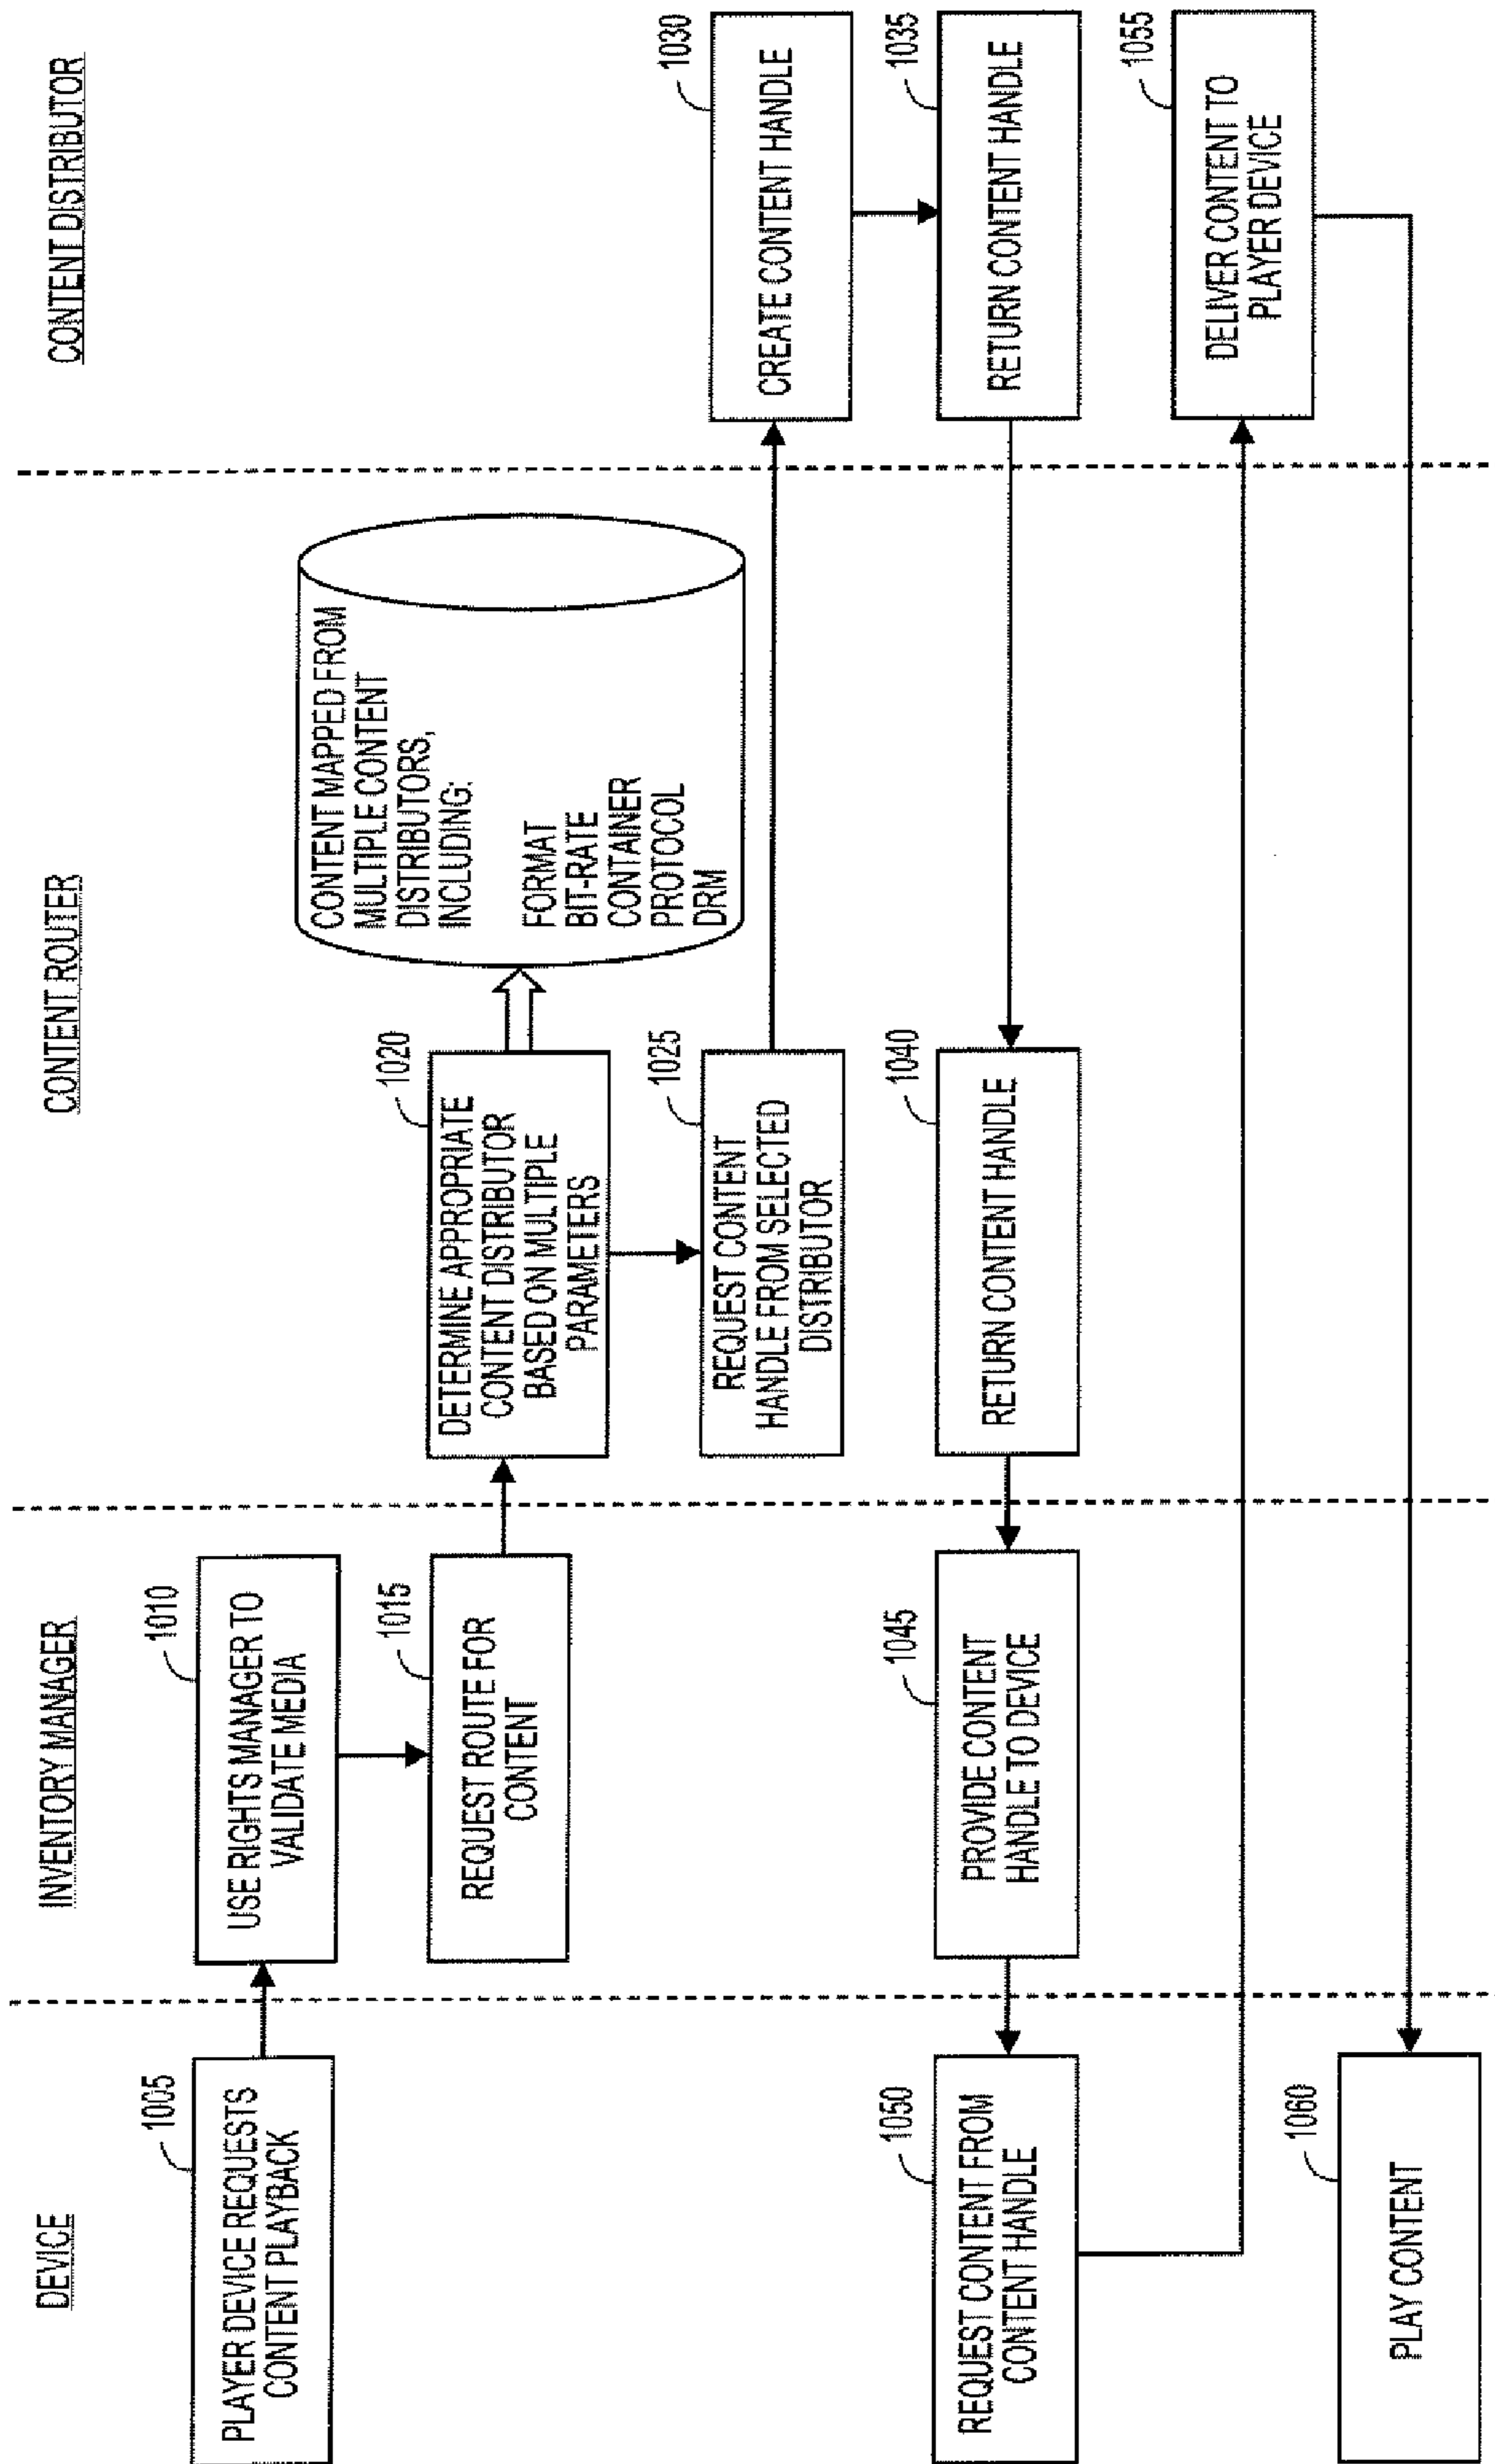 DEVICE
INVENTORY MANAGER
CONTENT ROUTER
CONTENT DISTRIBUTOR
1005
PLAYER DEVICE REQUESTS
CONTENT PLAYBACK
1010
USE RIGHTS MANAGER TO
VALIDATE MEDIA
1015
REQUEST ROUTE FOR
CONTENT
1020
DETERMINE APPROPRIATE
CONTENT DISTRIBUTOR
BASED ON MULTIPLE
PARAMETERS
CONTENT MAPPED FROM
MULTIPLE CONTENT
DISTRIBUTORS,
INCLUDING:
FORMAT
BIT-RATE
CONTAINER
PROTOCOL
DRM
1025
REQUEST CONTENT
HANDLE FROM SELECTED
DISTRIBUTOR
1030
CREATE CONTENT HANDLE
1035
RETURN CONTENT HANDLE
1040
RETURN CONTENT HANDLE
1045
PROVIDE CONTENT
HANDLE TO DEVICE
1050
REQUEST CONTENT FROM
CONTENT HANDLE
1055
DELIVER CONTENT TO
PLAYER DEVICE
1060
PLAY CONTENT